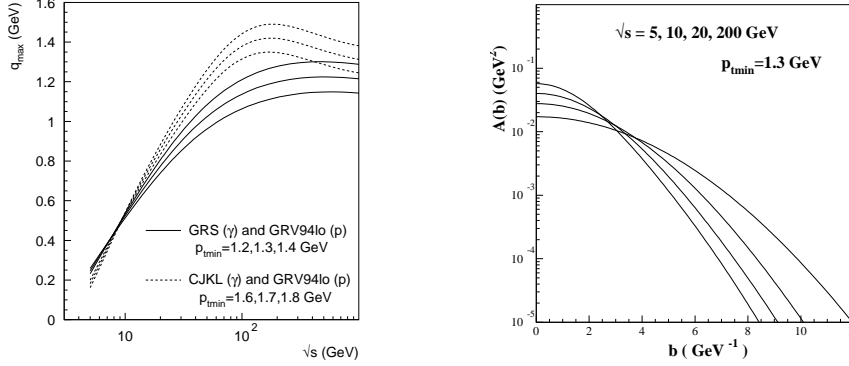 q_max (GeV)
1.6
1.4
1.2
1
0.8
0.6
0.4
0.2
0
GRS (γ) and GRV94lo (p)
p_tmin=1.2,1.3,1.4 GeV
CJKL (γ) and GRV94lo (p)
p_tmin=1.6,1.7,1.8 GeV
10
10^2
√s (GeV)
A(b) (GeV^2)
√s = 5, 10, 20, 200 GeV
p_tmin=1.3 GeV
10^-1
10^-2
10^-3
10^-4
10^-5
0
2
4
6
8
10
b ( GeV^-1 )